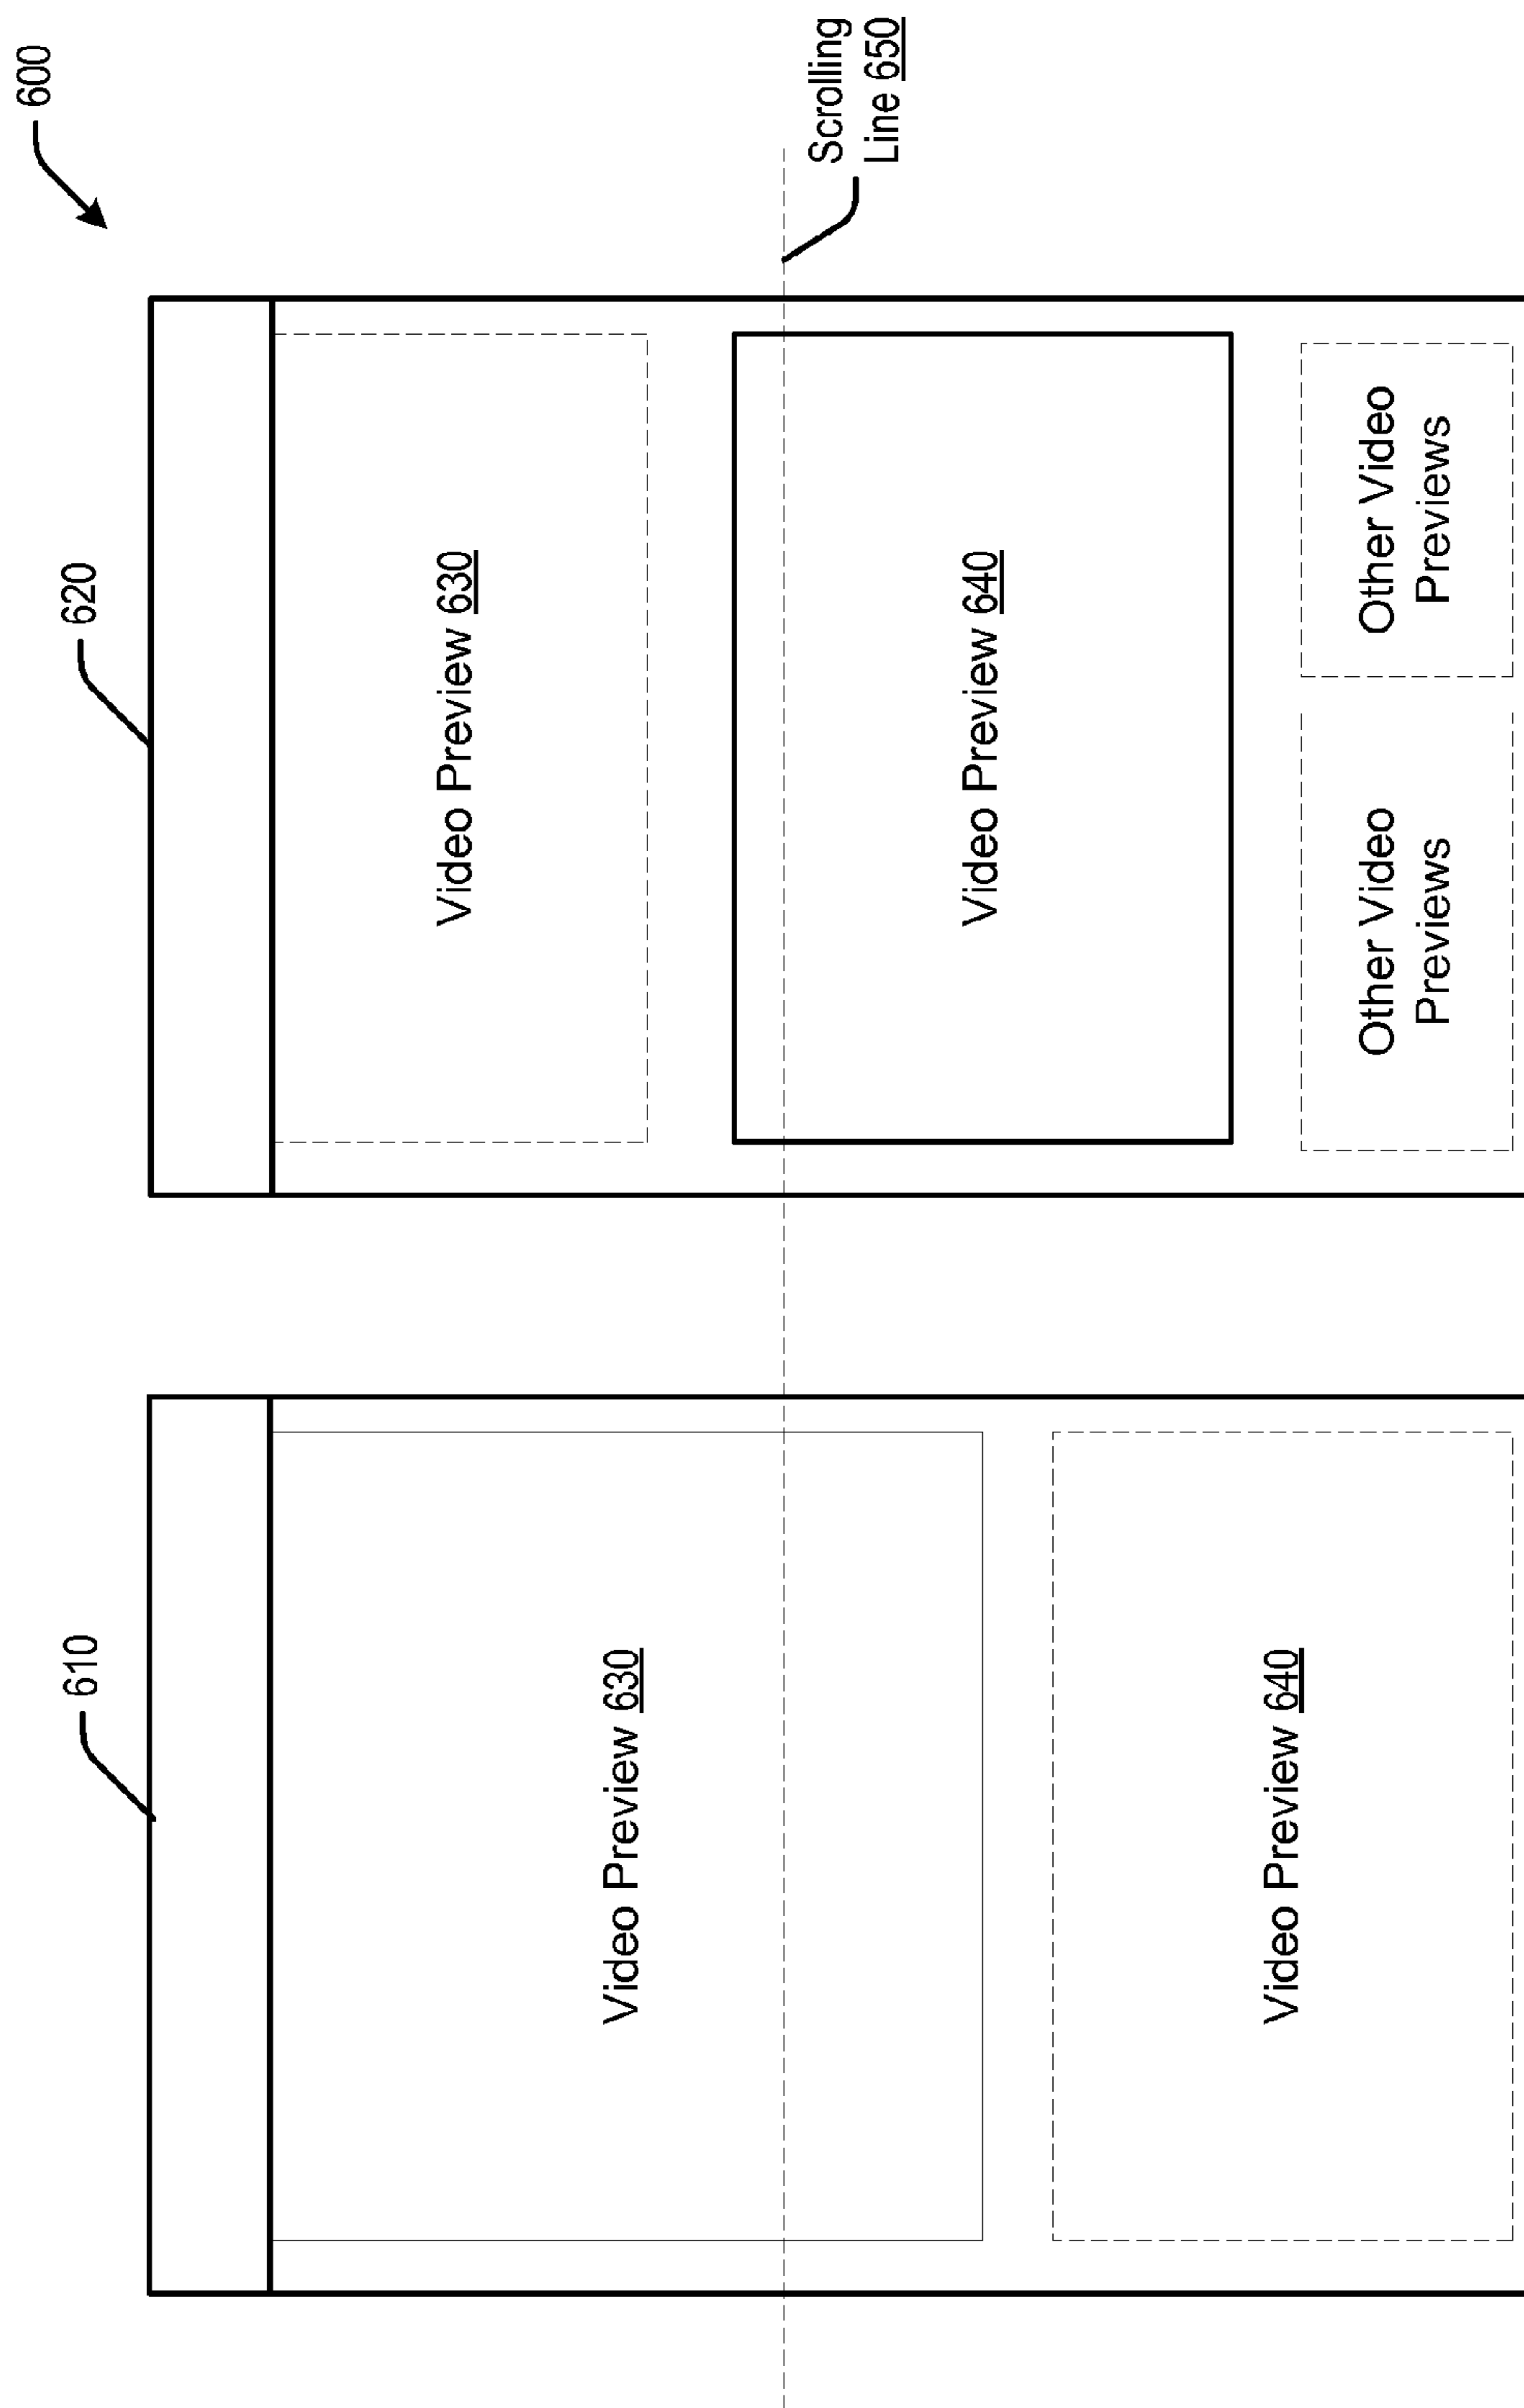 600
610
Video Preview 630
Video Preview 640
620
Video Preview 630
Video Preview 640
Other Video
Previews
Other Video
Previews
Scrolling
Line 650